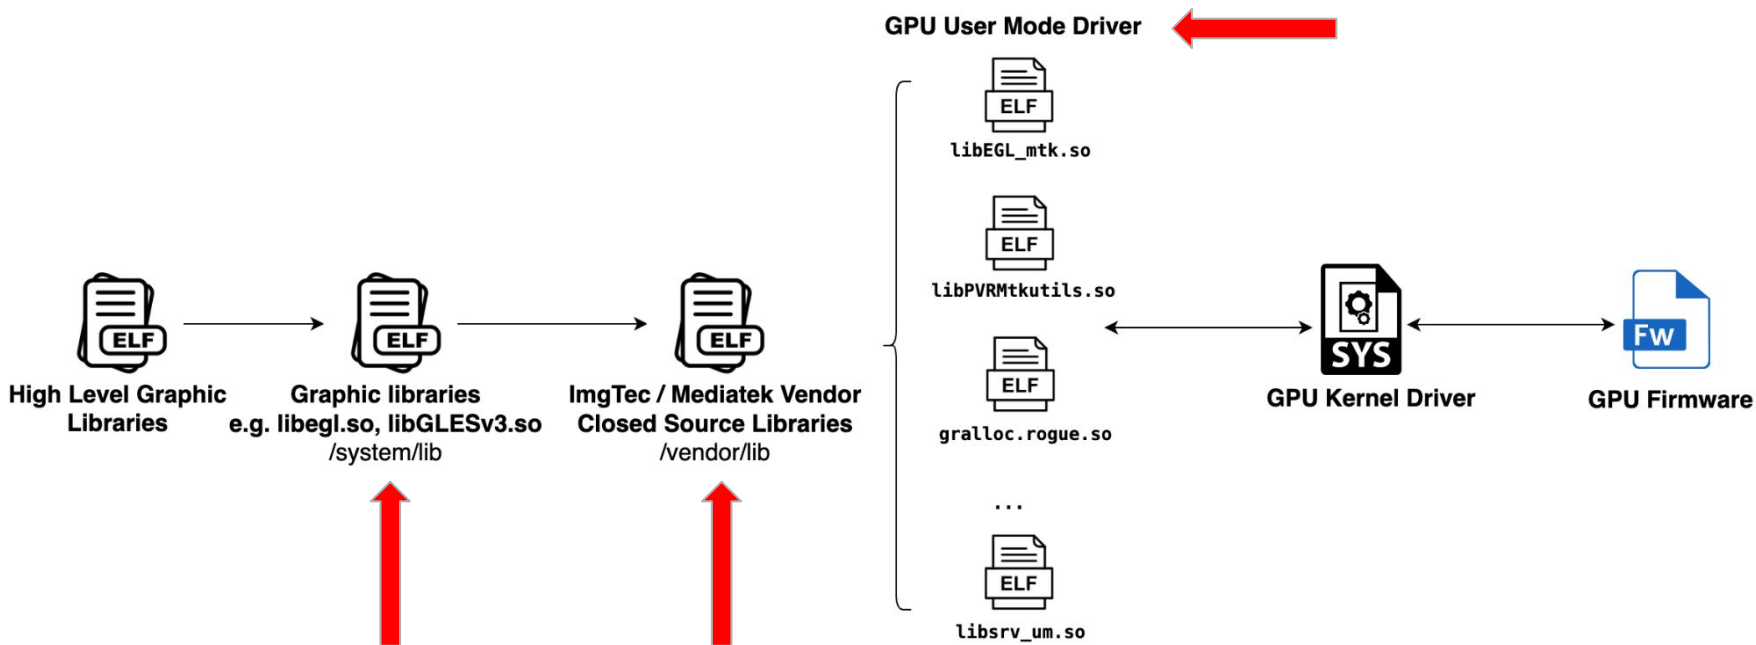 GPU User Mode Driver
ELF
libEGL_mtk.so
ELF
libPVRMtkutils.so
ELF
High Level Graphic
Libraries
ELF
Graphic libraries
e.g. libegl.so, libGLESv3.so
/system/lib
ELF
ImgTec / Mediatek Vendor
Closed Source Libraries
/vendor/lib
ELF
gralloc.rogue.so
...
ELF
libsrv_um.so
SYS
GPU Kernel Driver
Fw
GPU Firmware